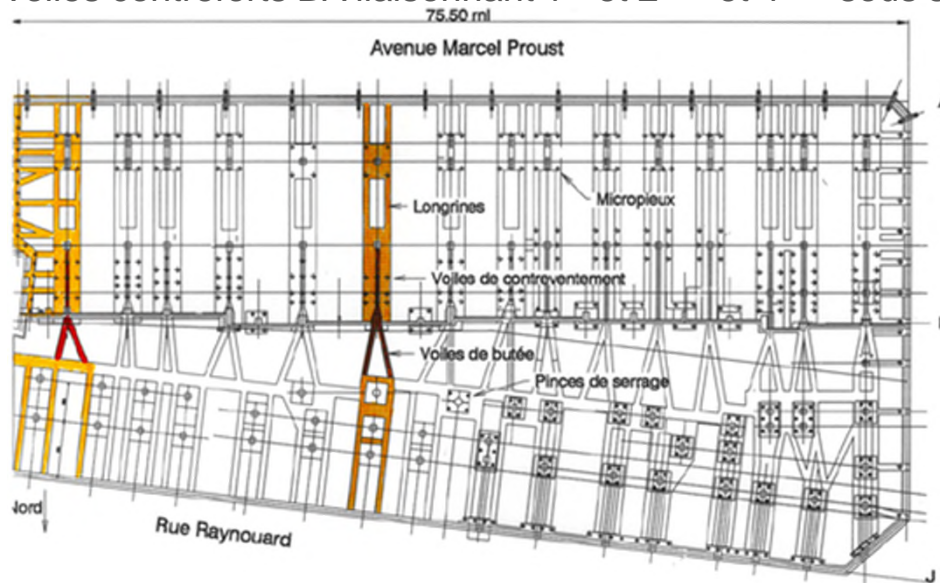 75.50 ml
Avenue Marcel Proust
Micropieux
Longrines
Voiles de contreventement
Voiles de butée
Pinces de serrage
Nord
Rue Raynouard
J